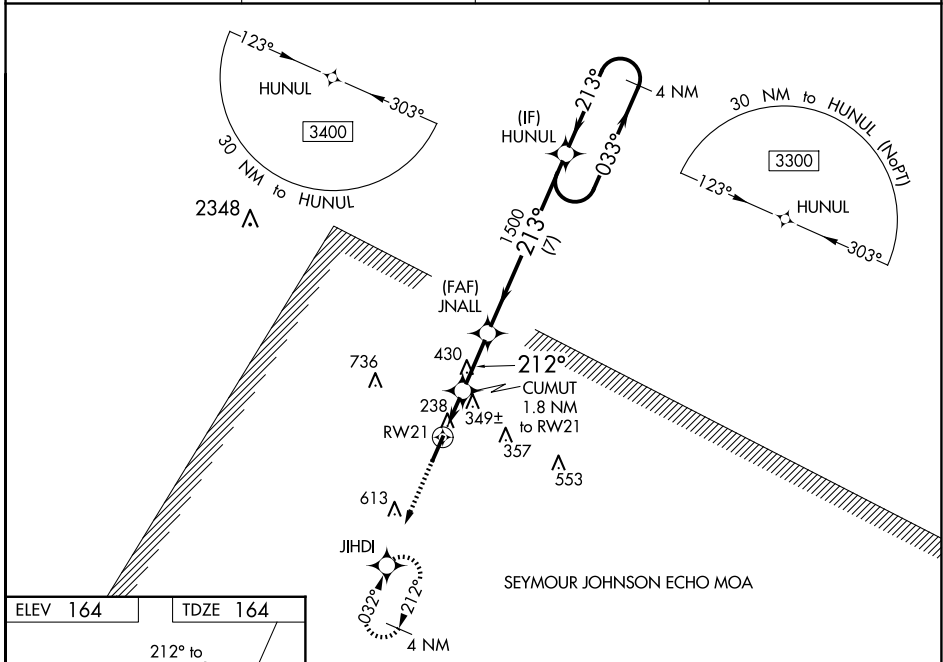 123°
HUNUL
303°
3400
30 NM to HUNUL
2348
213°
4 NM
(IF)
HUNUL
033°
1500
213°
(7)
30 NM to HUNUL (NoPT)
3300
123°
HUNUL
303°
(FAF)
JNALL
736
430
212°
CUMUT
1.8 NM
to RW21
238
349±
RW21
357
553
613
JIHDI
032°
212°
4 NM
SEYMOUR JOHNSON ECHO MOA
ELEV 164
TDZE 164
212° to